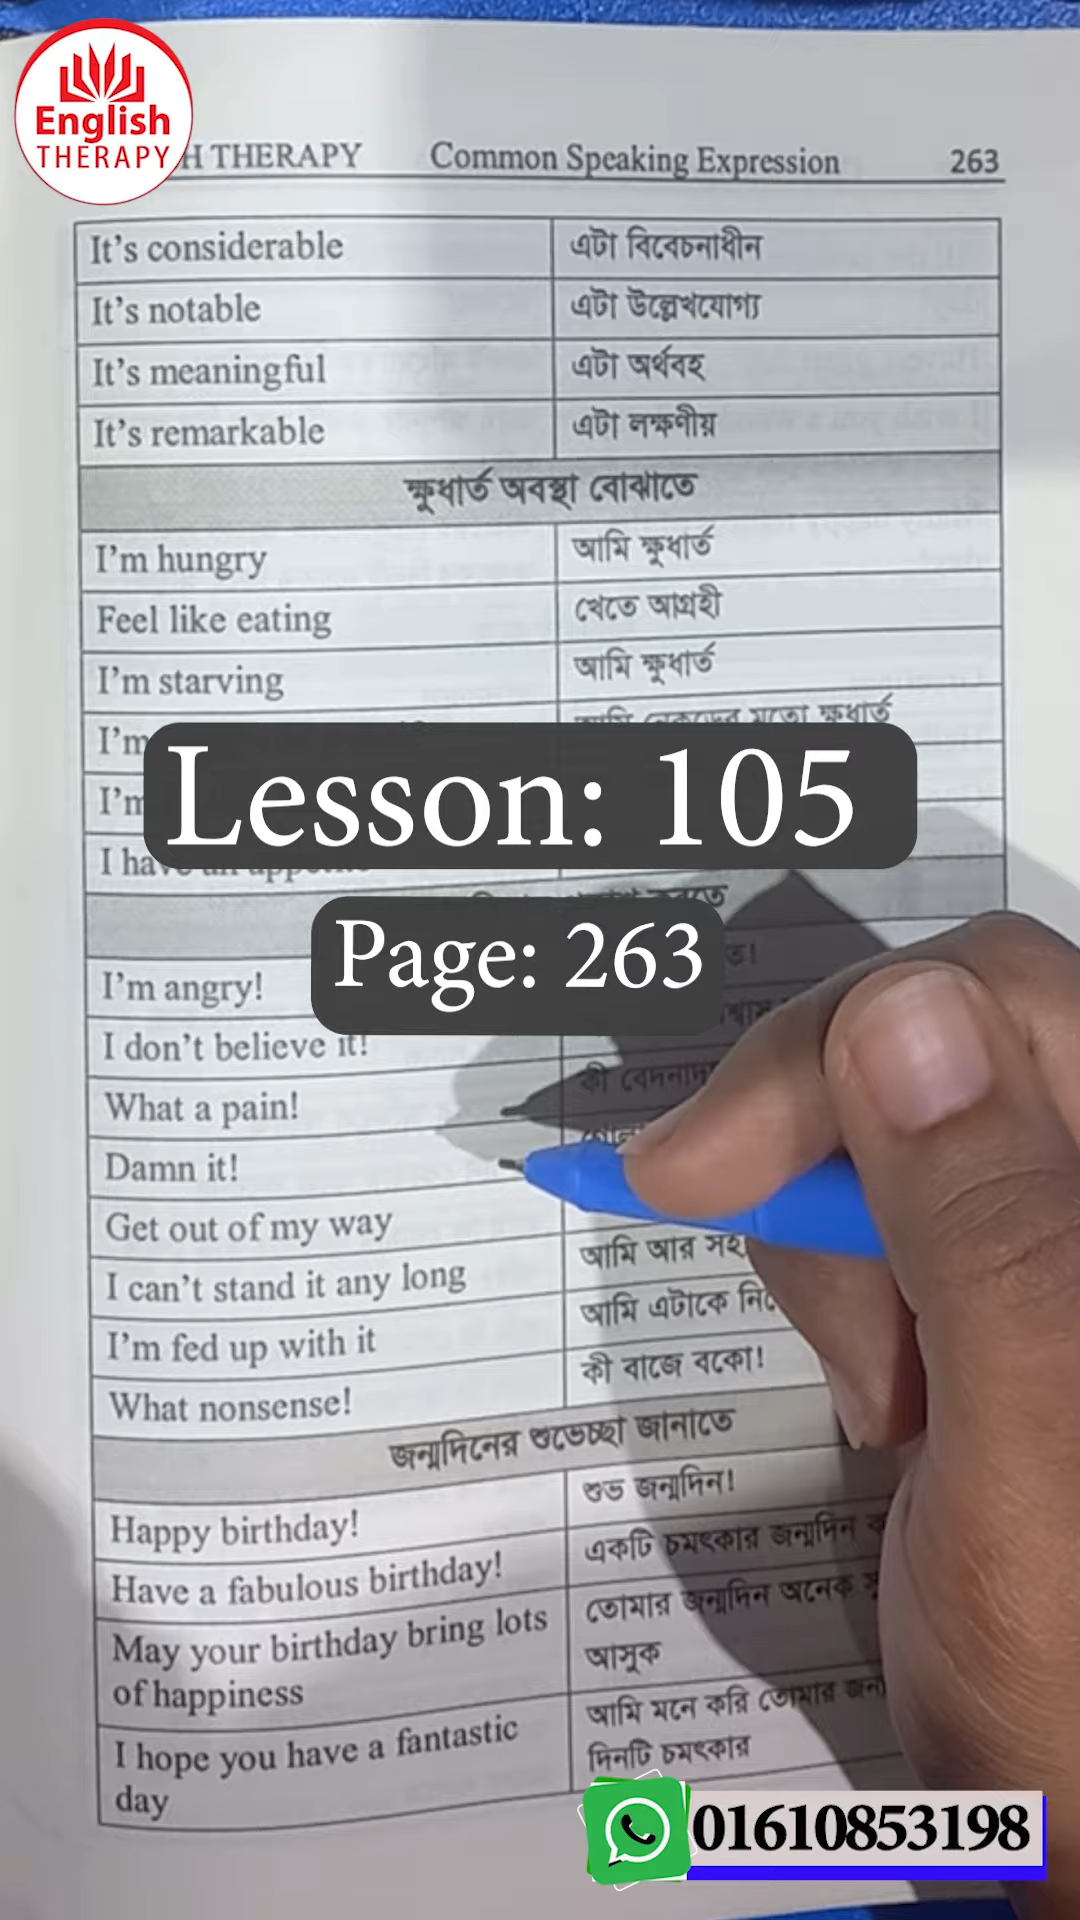 English
THERAPY
H THERAPY Common Speaking Expression 263
It's considerable এটা বিবেচনাধীন
It's notable এটা উল্লেখযোগ্য
It's meaningful এটা অর্থবহ
It's remarkable এটা লক্ষণীয়
ক্ষুধার্ত অবস্থা বোঝাতে
I'm hungry আমি ক্ষুধার্ত
Feel like eating খেতে আগ্রহী
I'm starving আমি ক্ষুধার্ত
I'm মতো ক্ষুধার্ত
Lesson: 105
I'm
I have an
Page: 263
I'm angry!
I don't believe it!
What a pain! কী
Damn it!
Get out of my way
I can't stand it any long আমি আর
I'm fed up with it আমি এটাকে
What nonsense! কী বাজে বকো!
জন্মদিনের শুভেচ্ছা জানাতে
Happy birthday! শুভ জন্মদিন!
Have a fabulous birthday! একটি চমৎকার জন্মদিন
May your birthday bring lots তোমার জন্মদিন অনেক
of happiness আসুক
I hope you have a fantastic আমি মনে করি তোমার
day দিনটি চমৎকার
01610853198